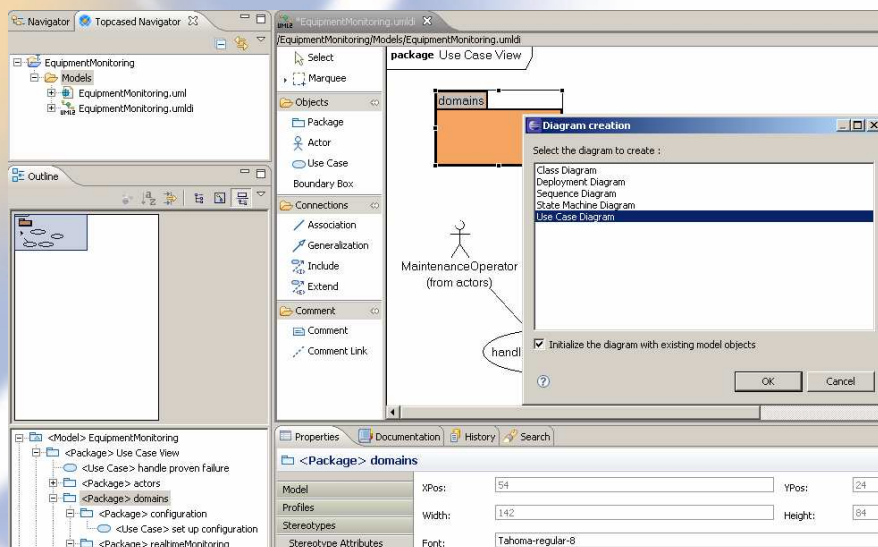 Navigator
Topcased Navigator
EquipmentMonitoring
Models
EquipmentMonitoring.uml
EquipmentMonitoring.umldi
Outline
<Model> EquipmentMonitoring
<Package> Use Case View
<Use Case> handle proven failure
<Package> actors
<Package> domains
<Package> configuration
<Use Case> set up configuration
<Package> realtimeMonitoring
*EquipmentMonitoring.umldi
/EquipmentMonitoring/Models/EquipmentMonitoring.umldi
Select
Marquee
Objects
Package
Actor
Use Case
Boundary Box
Connections
Association
Generalization
Include
Extend
Comment
Comment
Comment Link
package Use Case View
domains
MaintenanceOperator
(from actors)
handl
Diagram creation
Select the diagram to create :
Class Diagram
Deployment Diagram
Sequence Diagram
State Machine Diagram
Use Case Diagram
Initialize the diagram with existing model objects
OK
Cancel
Properties
Documentation
History
Search
<Package> domains
Model
Profiles
Stereotypes
Stereotype Attributes
XPos:
54
YPos:
24
Width:
142
Height:
84
Font:
Tahoma-regular-8